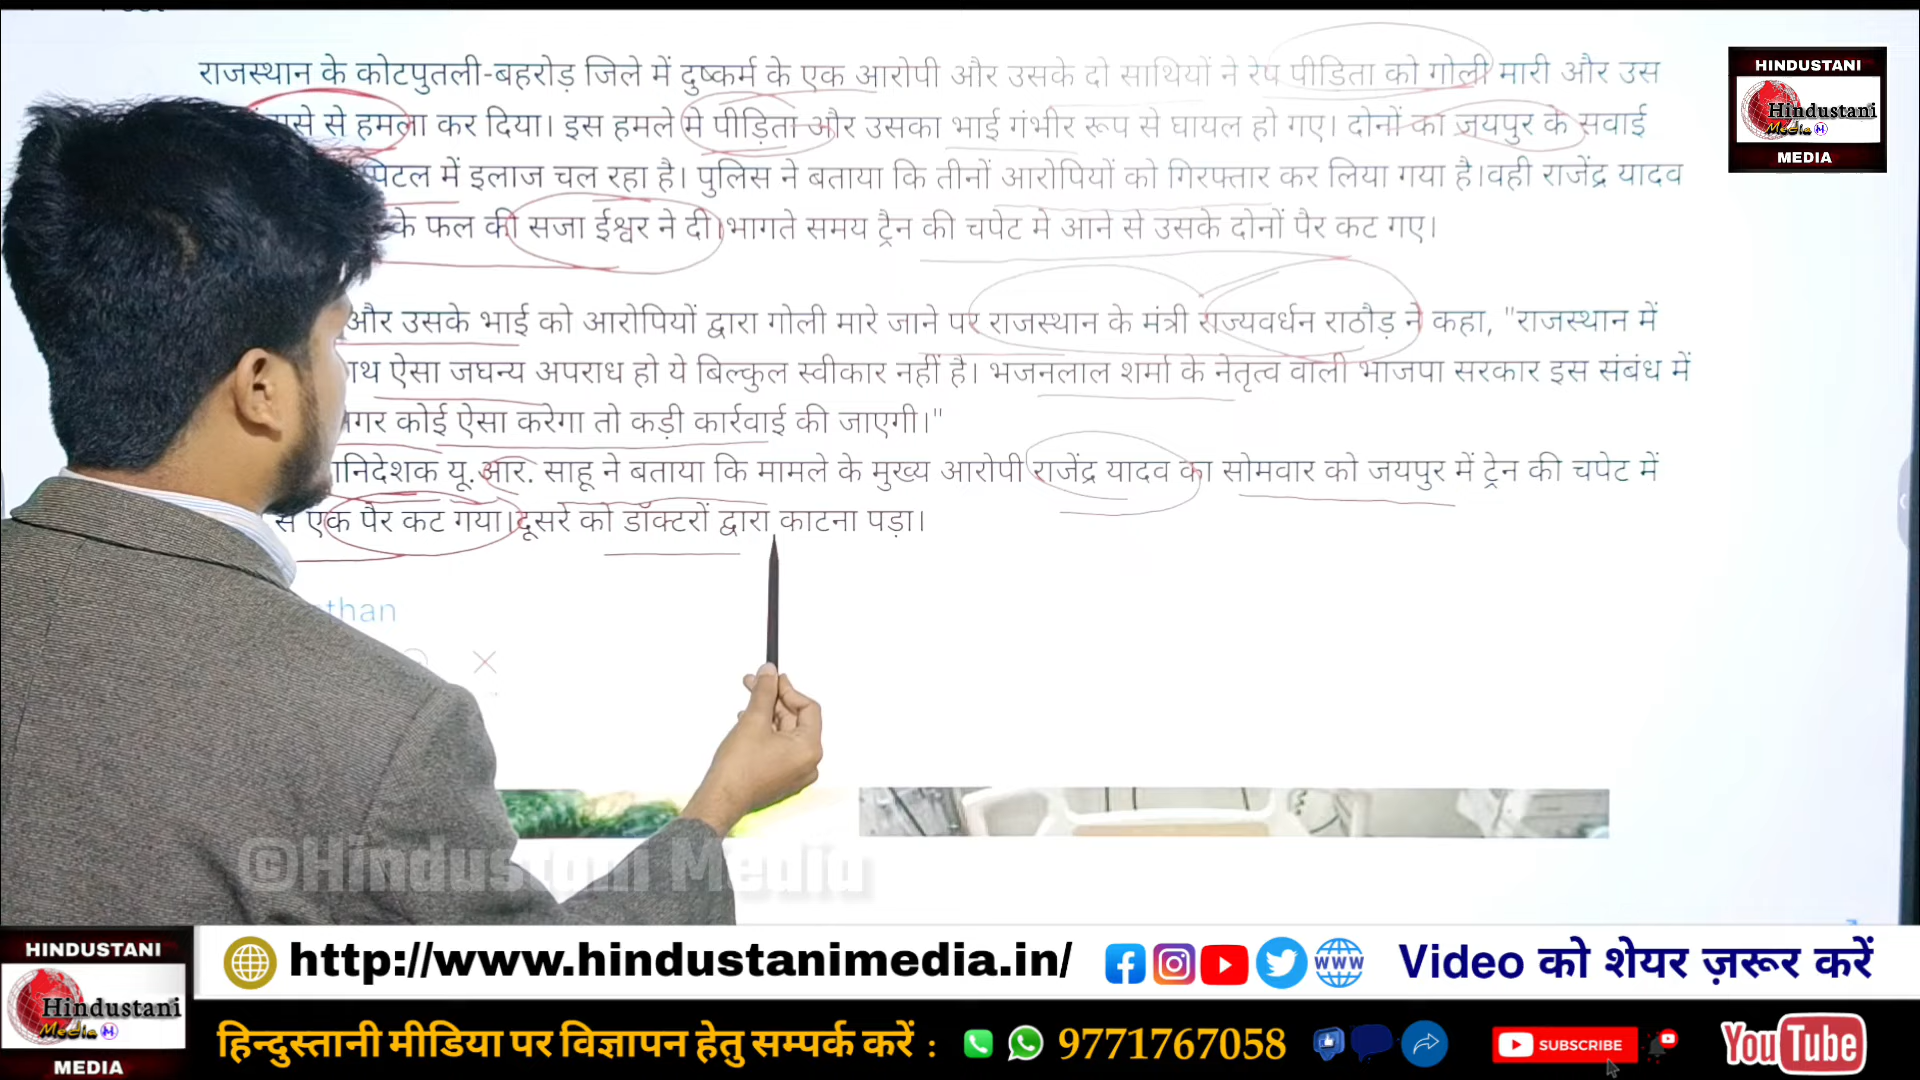 राजस्थान के कोटपुतली-बहरोड़ जिले में दुष्कर्म के एक आरोपी और उसके दो साथियों ने रेप पीडिता को गोली मारी और उस
से हमला कर दिया। इस हमले मे पीड़िता और उसका भाई गंभीर रूप से घायल हो गए। दोनों का जयपुर के सवाई
में इलाज चल रहा है। पुलिस ने बताया कि तीनों आरोपियों को गिरफ्तार कर लिया गया है।वही राजेंद्र यादव
के फल की सजा ईश्वर ने दी। भागते समय ट्रैन की चपेट मे आने से उसके दोनों पैर कट गए।
और उसके भाई को आरोपियों द्वारा गोली मारे जाने पर राजस्थान के मंत्री राज्यवर्धन राठौड़ ने कहा, "राजस्थान में
ऐसा जघन्य अपराध हो ये बिल्कुल स्वीकार नहीं है। भजनलाल शर्मा के नेतृत्व वाली भाजपा सरकार इस संबंध में
कोई ऐसा करेगा तो कड़ी कार्रवाई की जाएगी।"
यू.आर. साहू ने बताया कि मामले के मुख्य आरोपी राजेंद्र यादव का सोमवार को जयपुर में ट्रेन की चपेट में
से एक पैर कट गया।दूसरे को डॉक्टरों द्वारा काटना पड़ा।
HINDUSTANI
Hindustani
Media M
MEDIA
©Hindustani Media
HINDUSTANI
Hindustani
Media M
MEDIA
http://www.hindustanimedia.in/
www
Video को शेयर ज़रूर करें
हिन्दुस्तानी मीडिया पर विज्ञापन हेतु सम्पर्क करें : 9771767058
SUBSCRIBE
YouTube